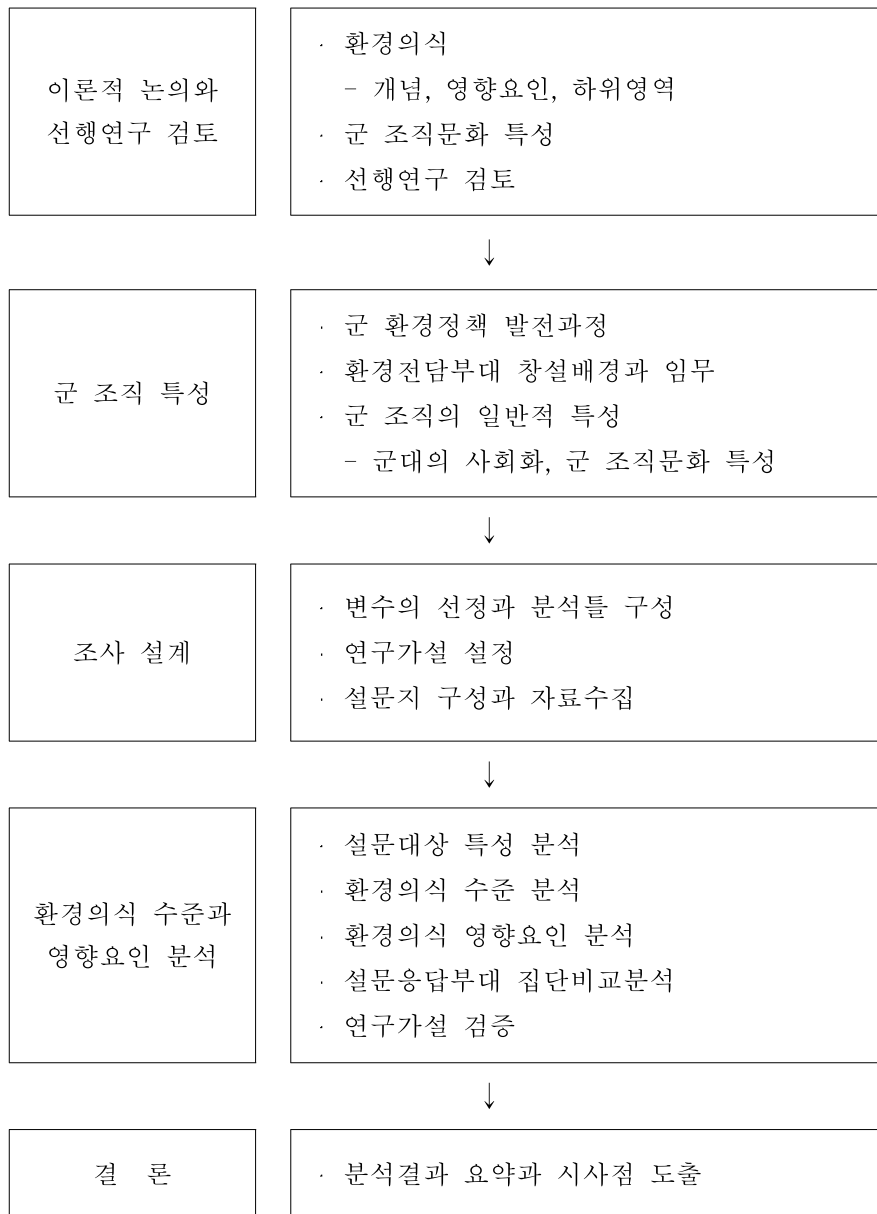 이론적 논의와
선행연구 검토
· 환경의식
- 개념, 영향요인, 하위영역
· 군 조직문화 특성
· 선행연구 검토
↓
군 조직 특성
· 군 환경정책 발전과정
· 환경전담부대 창설배경과 임무
· 군 조직의 일반적 특성
- 군대의 사회화, 군 조직문화 특성
↓
조사 설계
· 변수의 선정과 분석틀 구성
· 연구가설 설정
· 설문지 구성과 자료수집
↓
환경의식 수준과
영향요인 분석
· 설문대상 특성 분석
· 환경의식 수준 분석
· 환경의식 영향요인 분석
· 설문응답부대 집단비교분석
· 연구가설 검증
↓
결 론
· 분석결과 요약과 시사점 도출